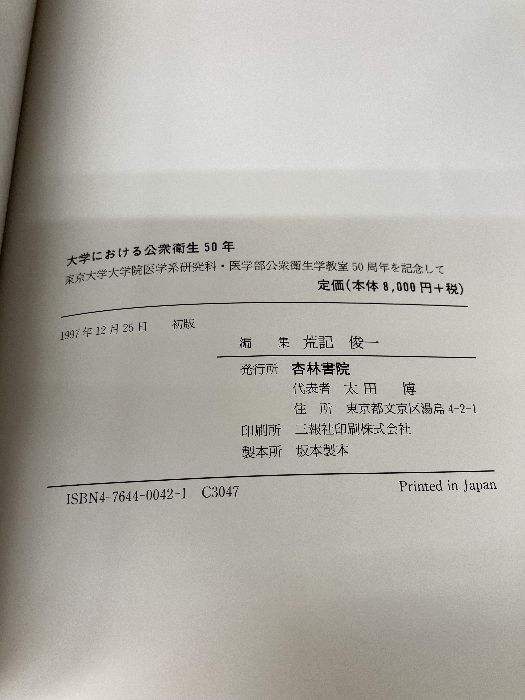 大学における公衆衛生 50 年
東京大学大学院医学系研究科・医学部公衆衛生学教室 50 周年を記念して
定価(本体 8,000 円+税)
1997 年 12 月 25 日 初版
編 集 荒記 俊一
発行所 杏林書院
代表者 太田 博
住 所 東京都文京区湯島 4-2-1
印刷所 三報社印刷株式会社
製本所 坂本製本
ISBN4-7644-0042-1 C3047
Printed in Japan